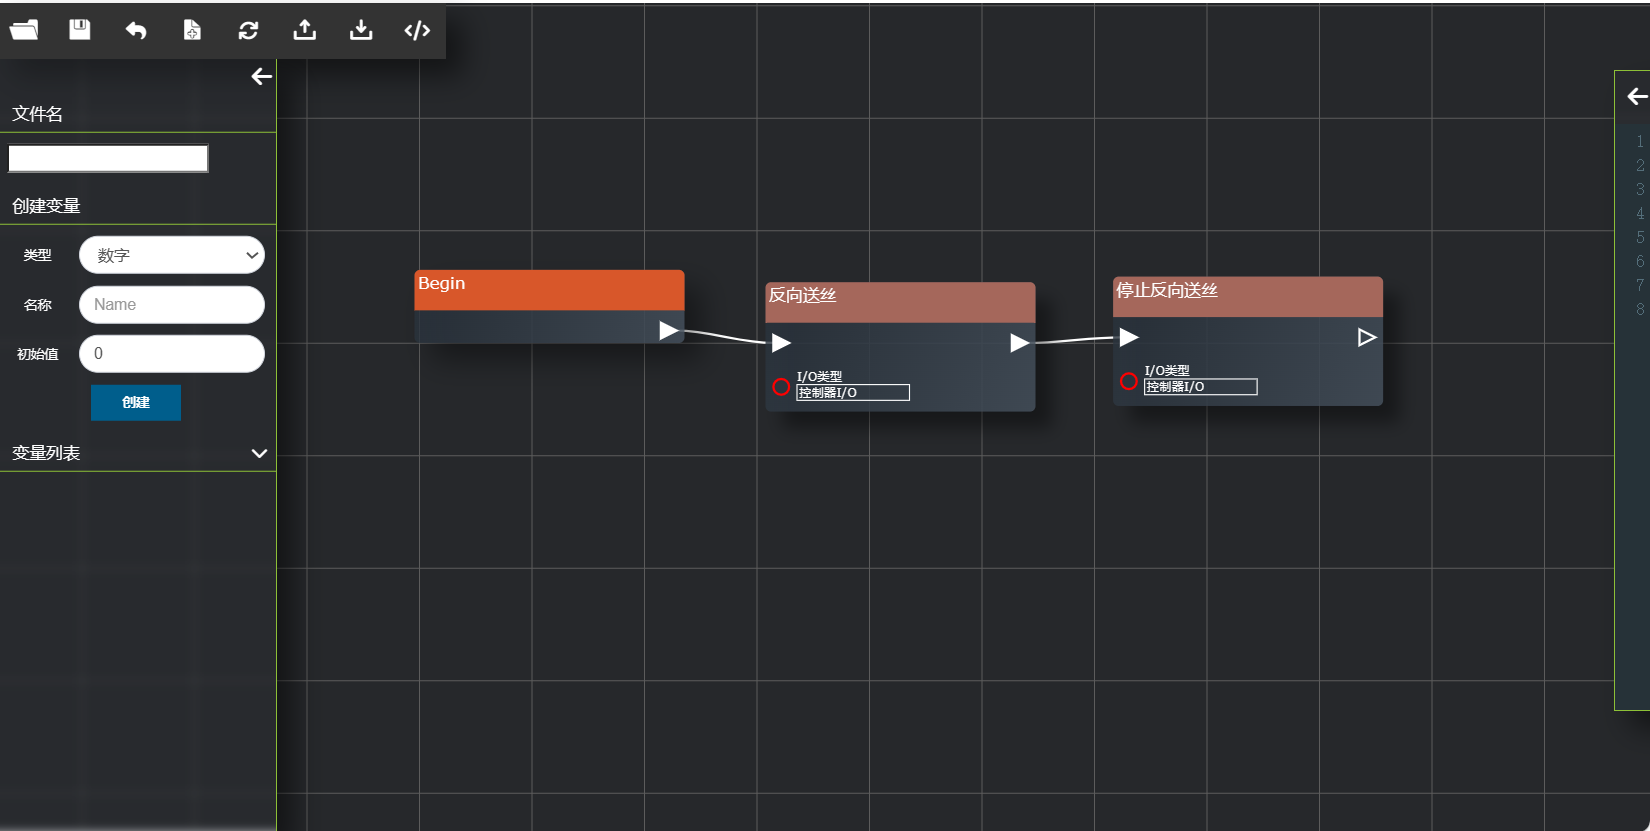 文件名
创建变量
类型
数字
名称
Name
初始值
0
创建
变量列表
Begin
反向送丝
I/O类型
控制器I/O
停止反向送丝
I/O类型
控制器I/O
1
2
3
4
5
6
7
8